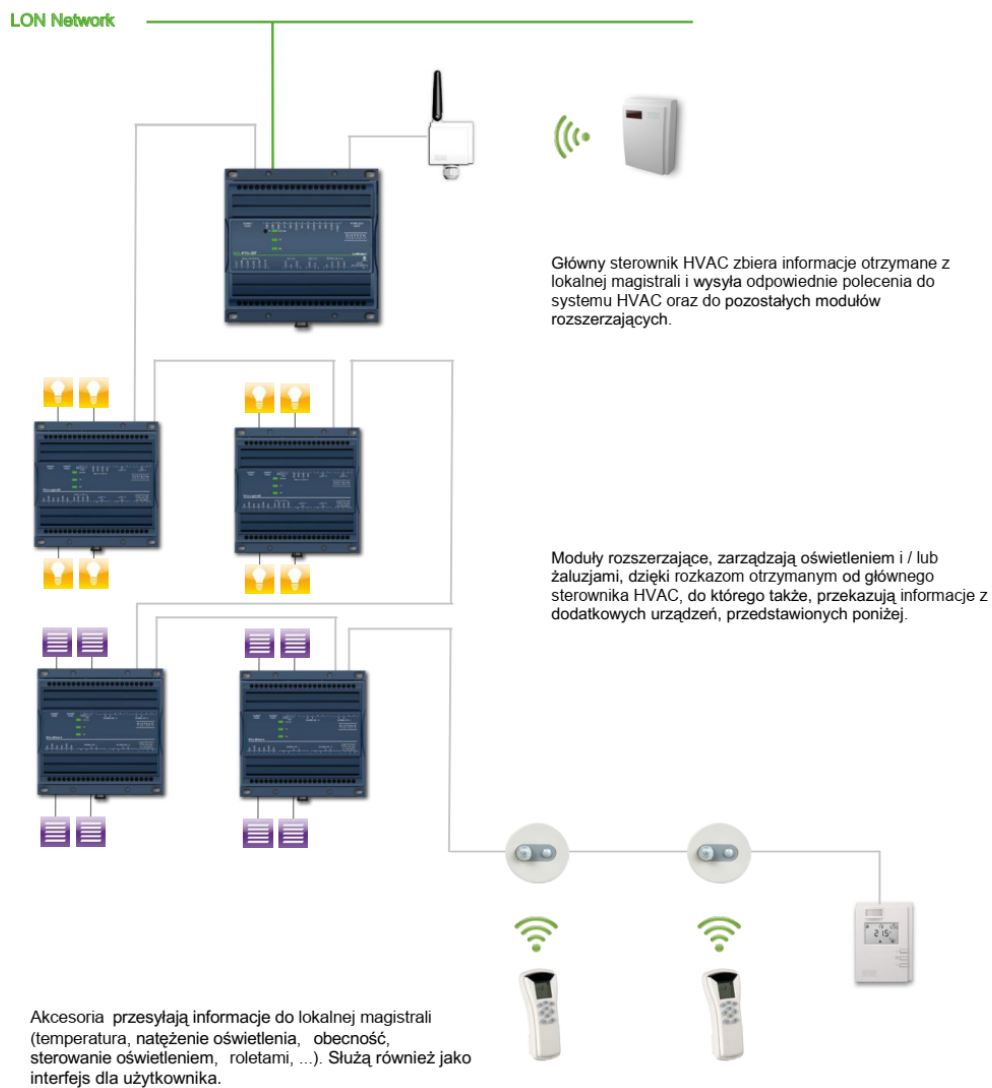 LON Network
Główny sterownik HVAC zbiera informacje otrzymane z
lokalnej magistrali i wysyła odpowiednie polecenia do
systemu HVAC oraz do pozostałych modułów
rozszerzających.
Moduły rozszerzające, zarządzają oświetleniem i / lub
żaluzjami, dzięki rozkazom otrzymanym od głównego
sterownika HVAC, do którego także, przekazują informacje z
dodatkowych urządzeń, przedstawionych poniżej.
Akcesoria przesyłają informacje do lokalnej magistrali
(temperatura, natężenie oświetlenia, obecność,
sterowanie oświetleniem, roletami, ...). Służą również jako
interfejs dla użytkownika.